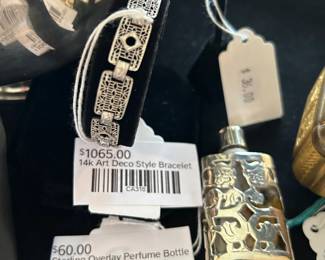 $ 36.00
$1065.00
14k Art Deco Style Bracelet
CA316
$60.00
Sterling Overlay Perfume Bottle